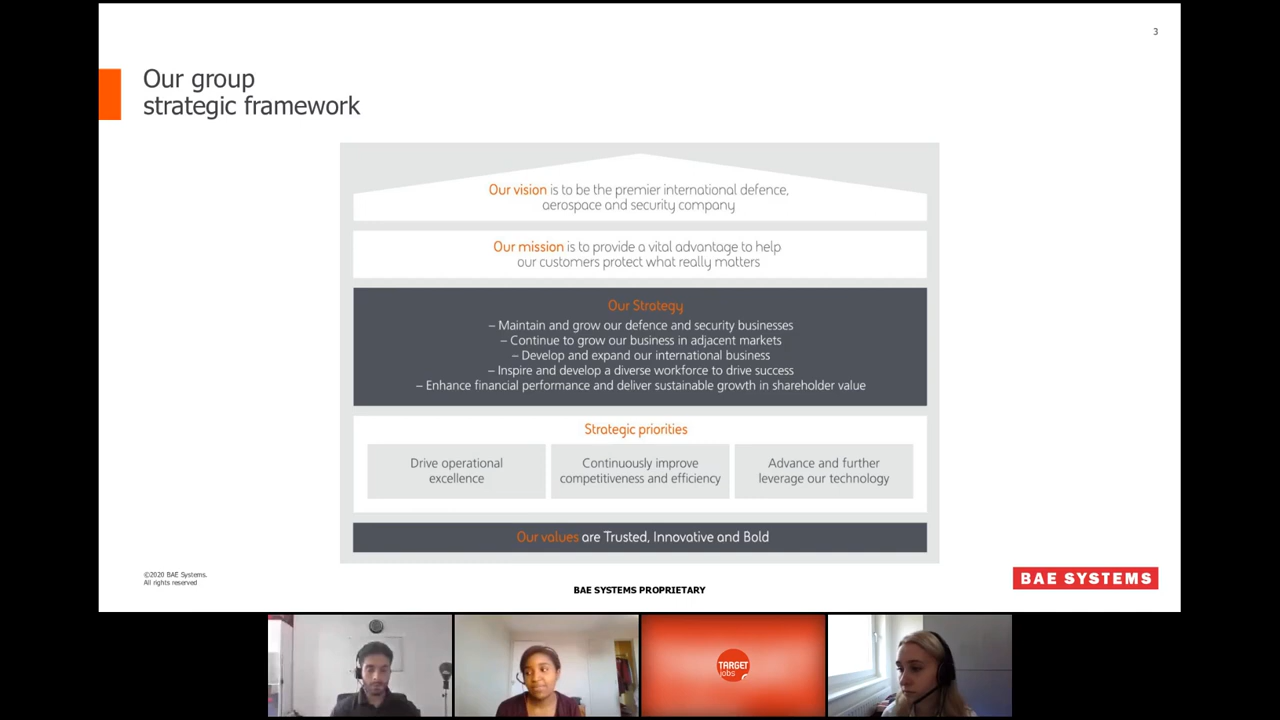 3
Our group
strategic framework
Our vision is to be the premier international defence,
aerospace and security company
Our mission is to provide a vital advantage to help
our customers protect what really matters
Our Strategy
– Maintain and grow our defence and security businesses
– Continue to grow our business in adjacent markets
– Develop and expand our international business
– Inspire and develop a diverse workforce to drive success
– Enhance financial performance and deliver sustainable growth in shareholder value
Strategic priorities
Drive operational
excellence
Continuously improve
competitiveness and efficiency
Advance and further
leverage our technology
Our values are Trusted, Innovative and Bold
©2020 BAE Systems.
All rights reserved
BAE SYSTEMS PROPRIETARY
BAE SYSTEMS
TARGET
jobs